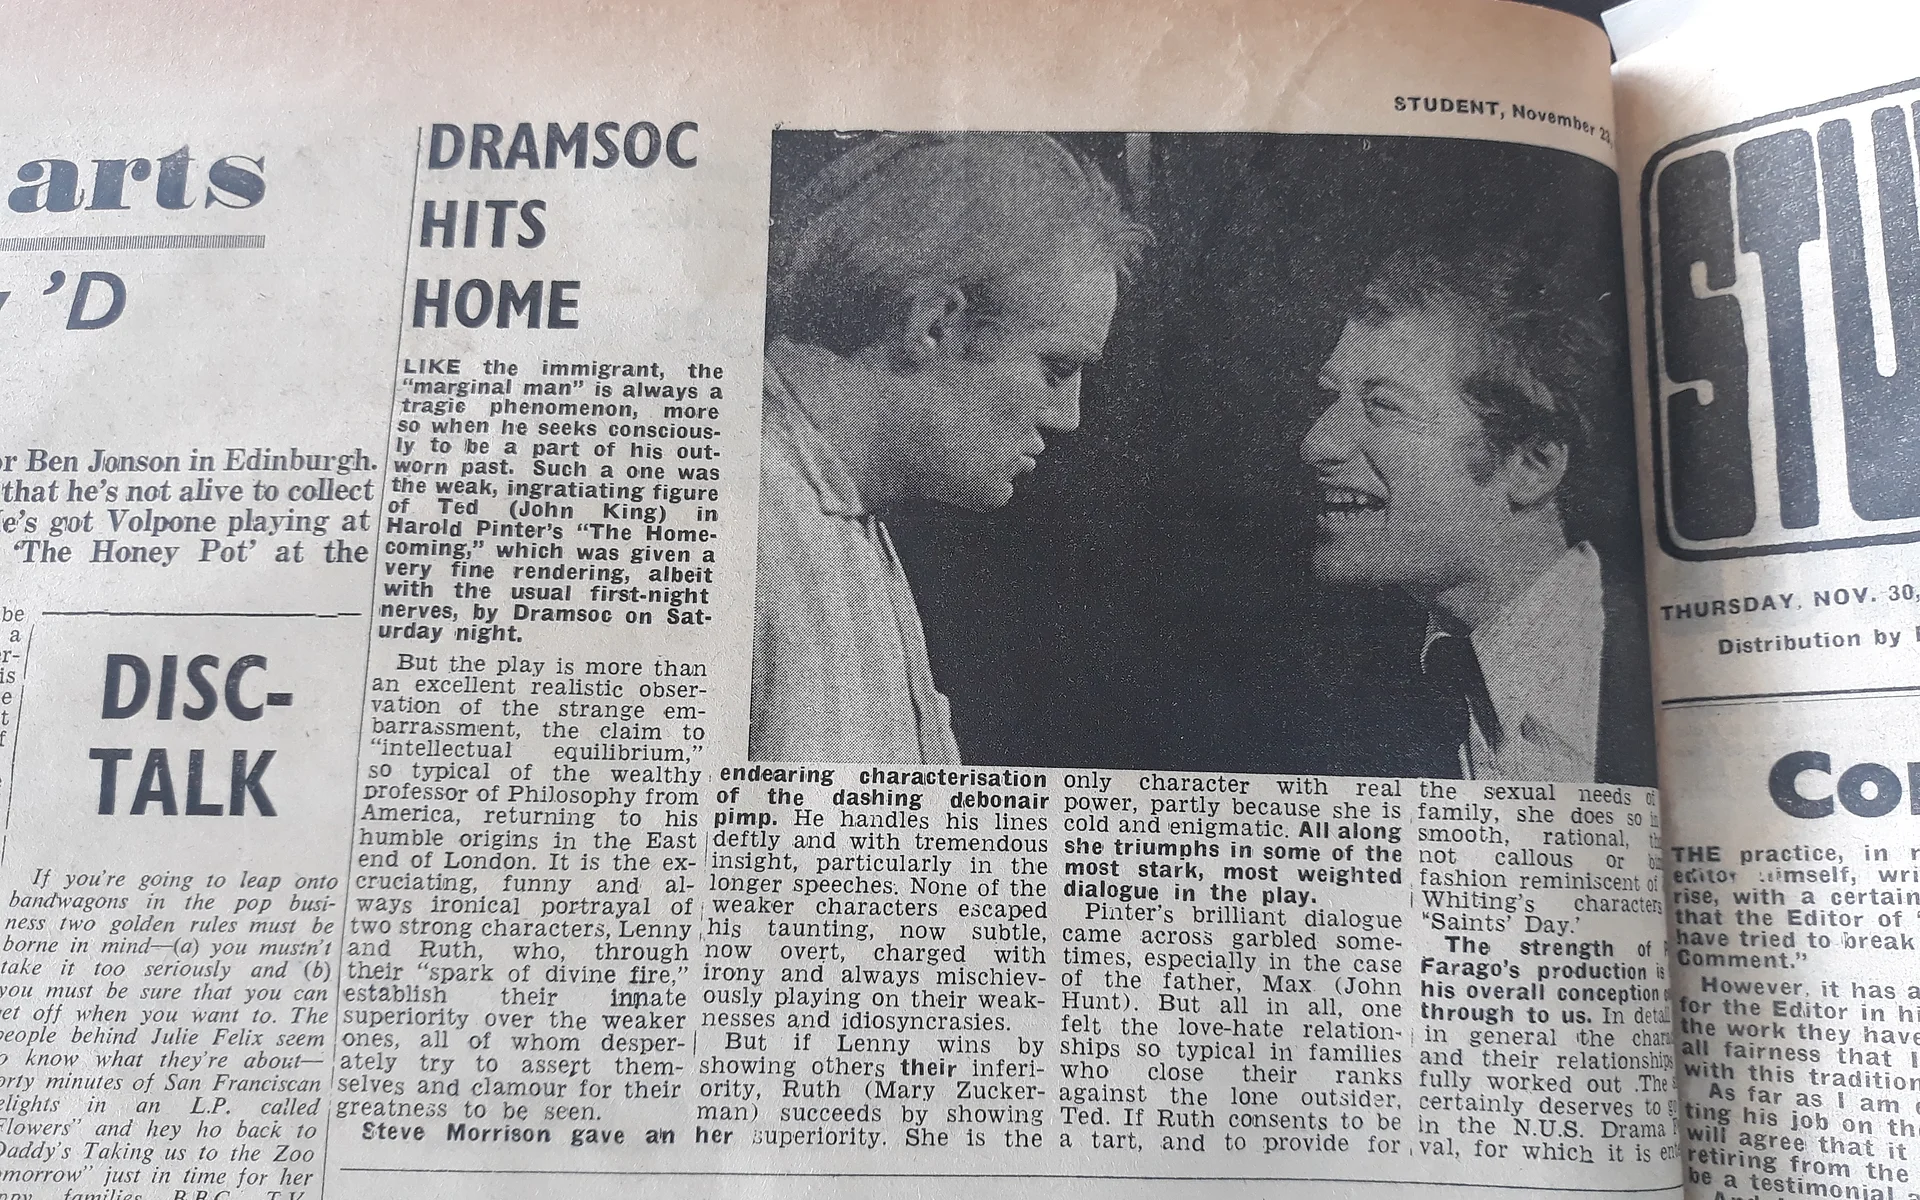 STUDENT, November 23,
arts
'D
r Ben Jonson in Edinburgh.
that he's not alive to collect
e's got Volpone playing at
'The Honey Pot' at the
be
a
er-
is
e
t
f
DISC-
TALK
If you're going to leap onto
bandwagons in the pop busi-
ness two golden rules must be
borne in mind—(a) you mustn't
take it too seriously and (b)
you must be sure that you can
get off when you want to. The
people behind Julie Felix seem
o know what they're about—
orty minutes of San Franciscan
elights in an L.P. called
Flowers" and hey ho back to
Daddy's Taking us to the Zoo
omorrow" just in time for her
families B.B.C. T.V.
DRAMSOC
HITS
HOME
LIKE the immigrant, the
"marginal man" is always a
tragic phenomenon, more
so when he seeks conscious-
ly to be a part of his out-
worn past. Such a one was
the weak, ingratiating figure
of Ted (John King) in
Harold Pinter's "The Home-
coming," which was given a
very fine rendering, albeit
with the usual first-night
nerves, by Dramsoc on Sat-
urday night.
But the play is more than
an excellent realistic obser-
vation of the strange em-
barrassment, the claim to
"intellectual equilibrium,"
so typical of the wealthy
professor of Philosophy from
America, returning to his
humble origins in the East
end of London. It is the ex-
cruciating, funny and al-
ways ironical portrayal of
two strong characters, Lenny
and Ruth, who, through
their "spark of divine fire,"
establish their innate
superiority over the weaker
ones, all of whom desper-
ately try to assert them-
selves and clamour for their
greatness to be seen.
Steve Morrison gave an
endearing characterisation
of the dashing debonair
pimp. He handles his lines
deftly and with tremendous
insight, particularly in the
longer speeches. None of the
weaker characters escaped
his taunting, now subtle,
now overt, charged with
irony and always mischiev-
ously playing on their weak-
nesses and idiosyncrasies.
But if Lenny wins by
showing others their inferi-
ority, Ruth (Mary Zucker-
man) succeeds by showing
her superiority. She is the
only character with real
power, partly because she is
cold and enigmatic. All along
she triumphs in some of the
most stark, most weighted
dialogue in the play.
Pinter's brilliant dialogue
came across garbled some-
times, especially in the case
of the father, Max (John
Hunt). But all in all, one
felt the love-hate relation-
ships so typical in families
who close their ranks
against the lone outsider,
Ted. If Ruth consents to be
a tart, and to provide for
the sexual needs of
family, she does so in
smooth, rational,
not callous or
fashion reminiscent of
Whiting's characters
"Saints' Day.'
The strength of
Farago's production is
his overall conception
through to us. In detail
in general the chara
and their relationships
fully worked out .The
certainly deserves to g
in the N.U.S. Drama F
val, for which it is ent
STU
THURSDAY, NOV. 30,
Distribution by
Co
THE practice, in r
editor himself, wri
rise, with a certain
that the Editor of
have tried to break
Comment."
However, it has a
for the Editor in hi
the work they have
all fairness that I
with this tradition
As far as I am c
ting his job on the
will agree that it
retiring from the
be a testimonial